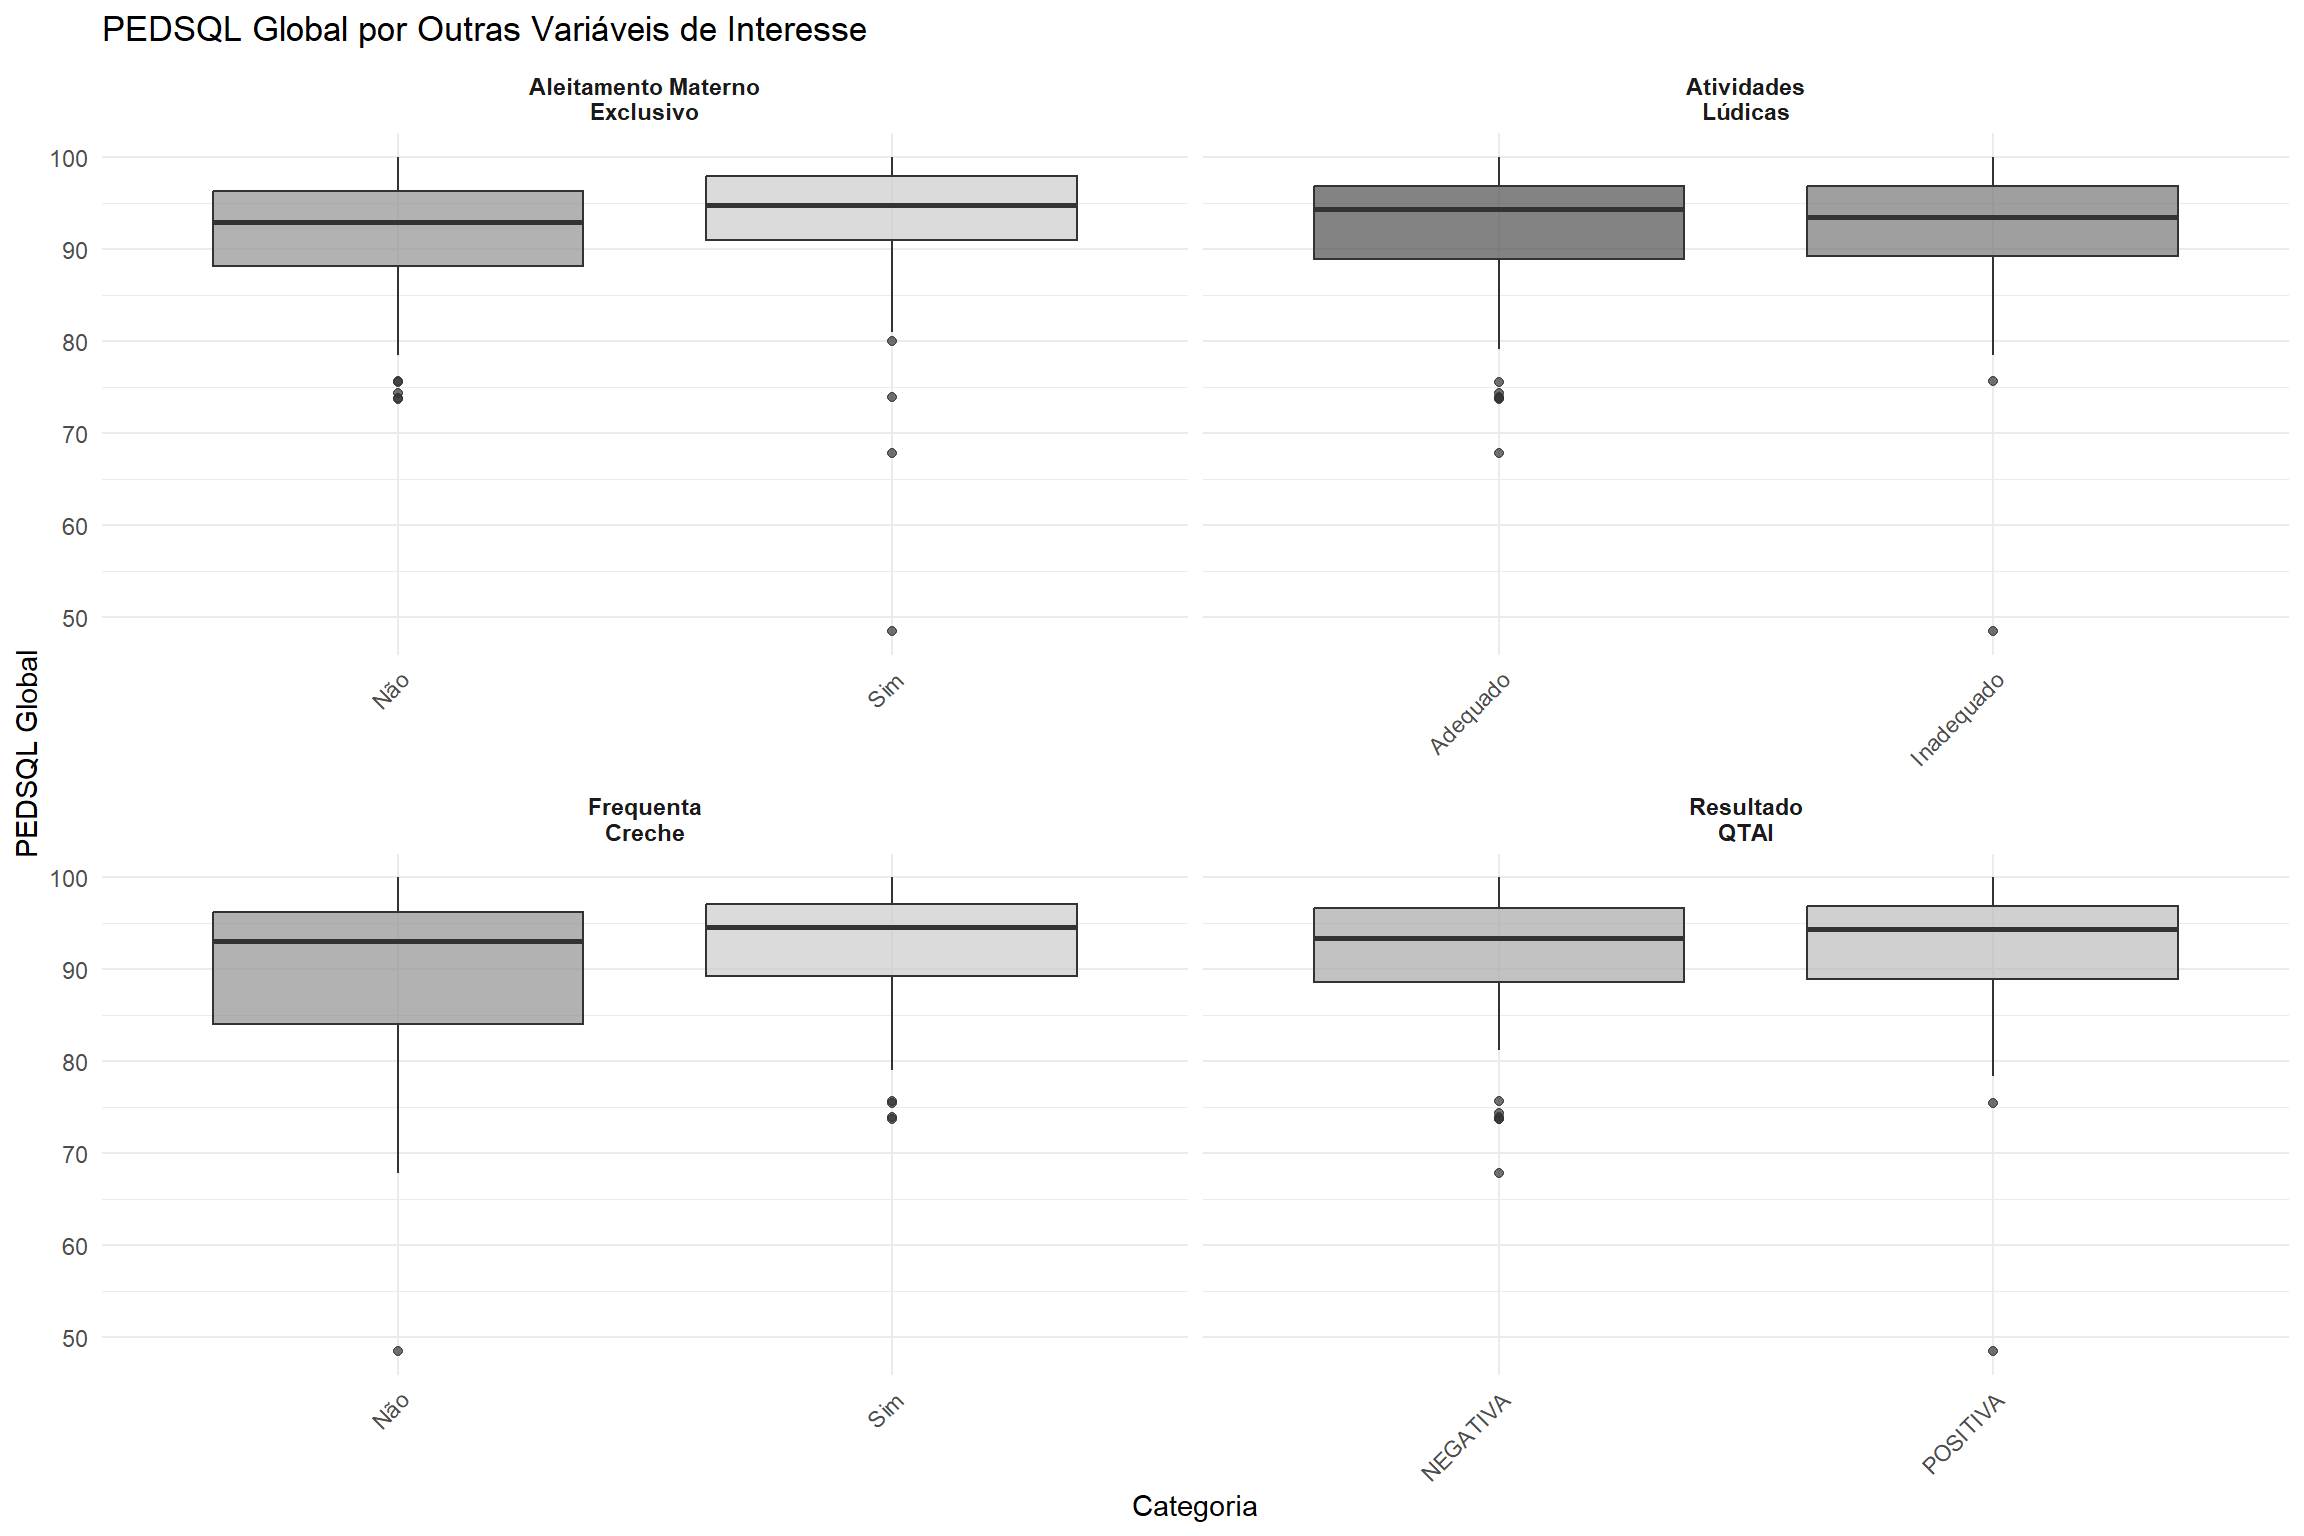 PEDSQL Global por Outras Variáveis de Interesse
Aleitamento Materno
Exclusivo
Atividades
Lúdicas
100
90
80
70
60
50
Não
Sim
Adequado
Inadequado
PEDSQL Global
Frequenta
Creche
Resultado
QTAI
100
90
80
70
60
50
Não
Sim
NEGATIVA
POSITIVA
Categoria